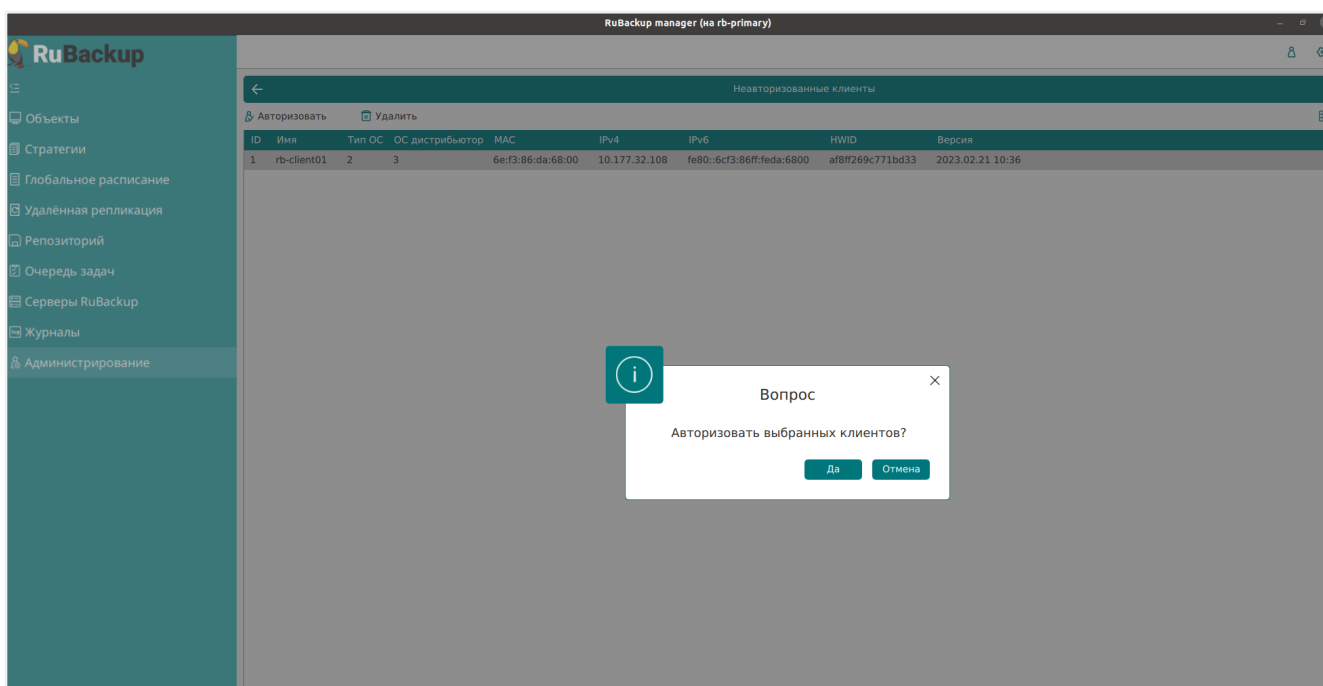 RuBackup manager (на rb-primary)
RuBackup
Объекты
Стратегии
Глобальное расписание
Удалённая репликация
Репозиторий
Очередь задач
Серверы RuBackup
Журналы
Администрирование
Неавторизованные клиенты
Авторизовать Удалить
ID Имя Тип ОС ОС дистрибьютор MAC IPv4 IPv6 HWID Версия
1 rb-client01 2 3 6e:f3:86:da:68:00 10.177.32.108 fe80::6cf3:86ff:feda:6800 af8ff269c771bd33 2023.02.21 10:36
Вопрос
Авторизовать выбранных клиентов?
Да Отмена